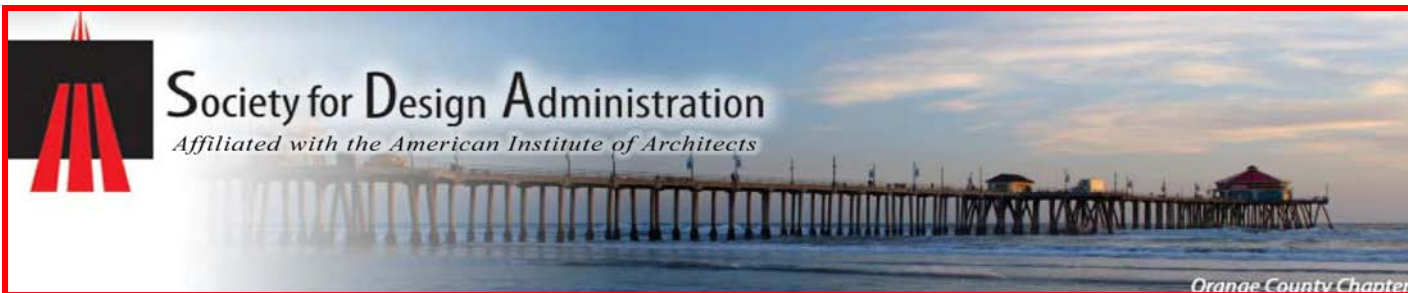 Society for Design Administration
Affiliated with the American Institute of Architects
Orange County Chapter